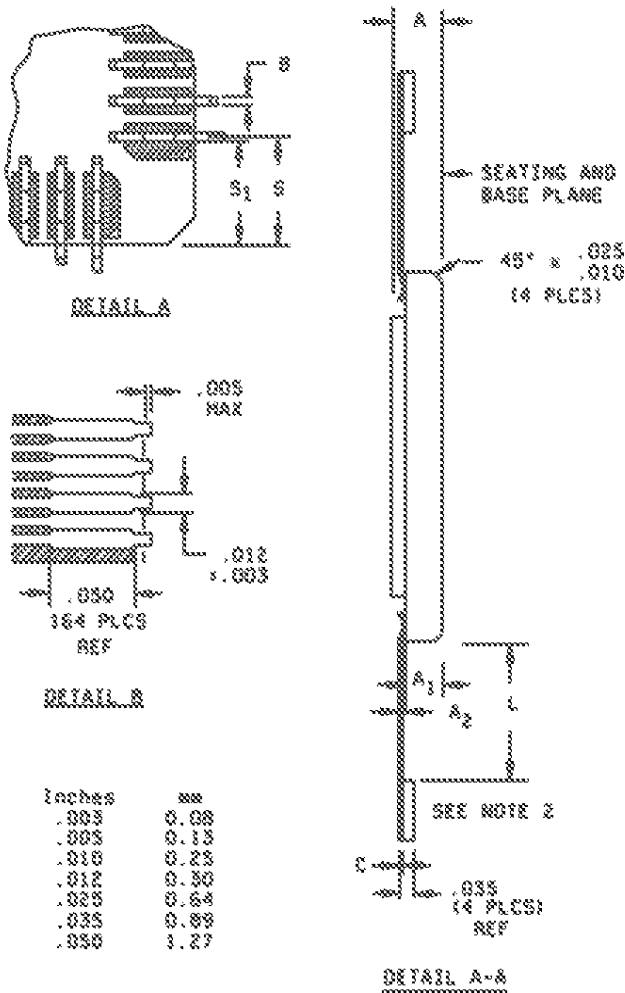 A
B
S1 S
SEATING AND
BASE PLANE
45° x .025
.010
(4 PLCS)
DETAIL A
.005
MAX
.012
±.003
.050
164 PLCS
REF
DETAIL B
A1
A2
L
SEE NOTE 2
C
.035
(4 PLCS)
REF
Inches mm
.003 0.08
.005 0.13
.010 0.25
.012 0.30
.025 0.64
.035 0.89
.050 1.27
DETAIL A-A